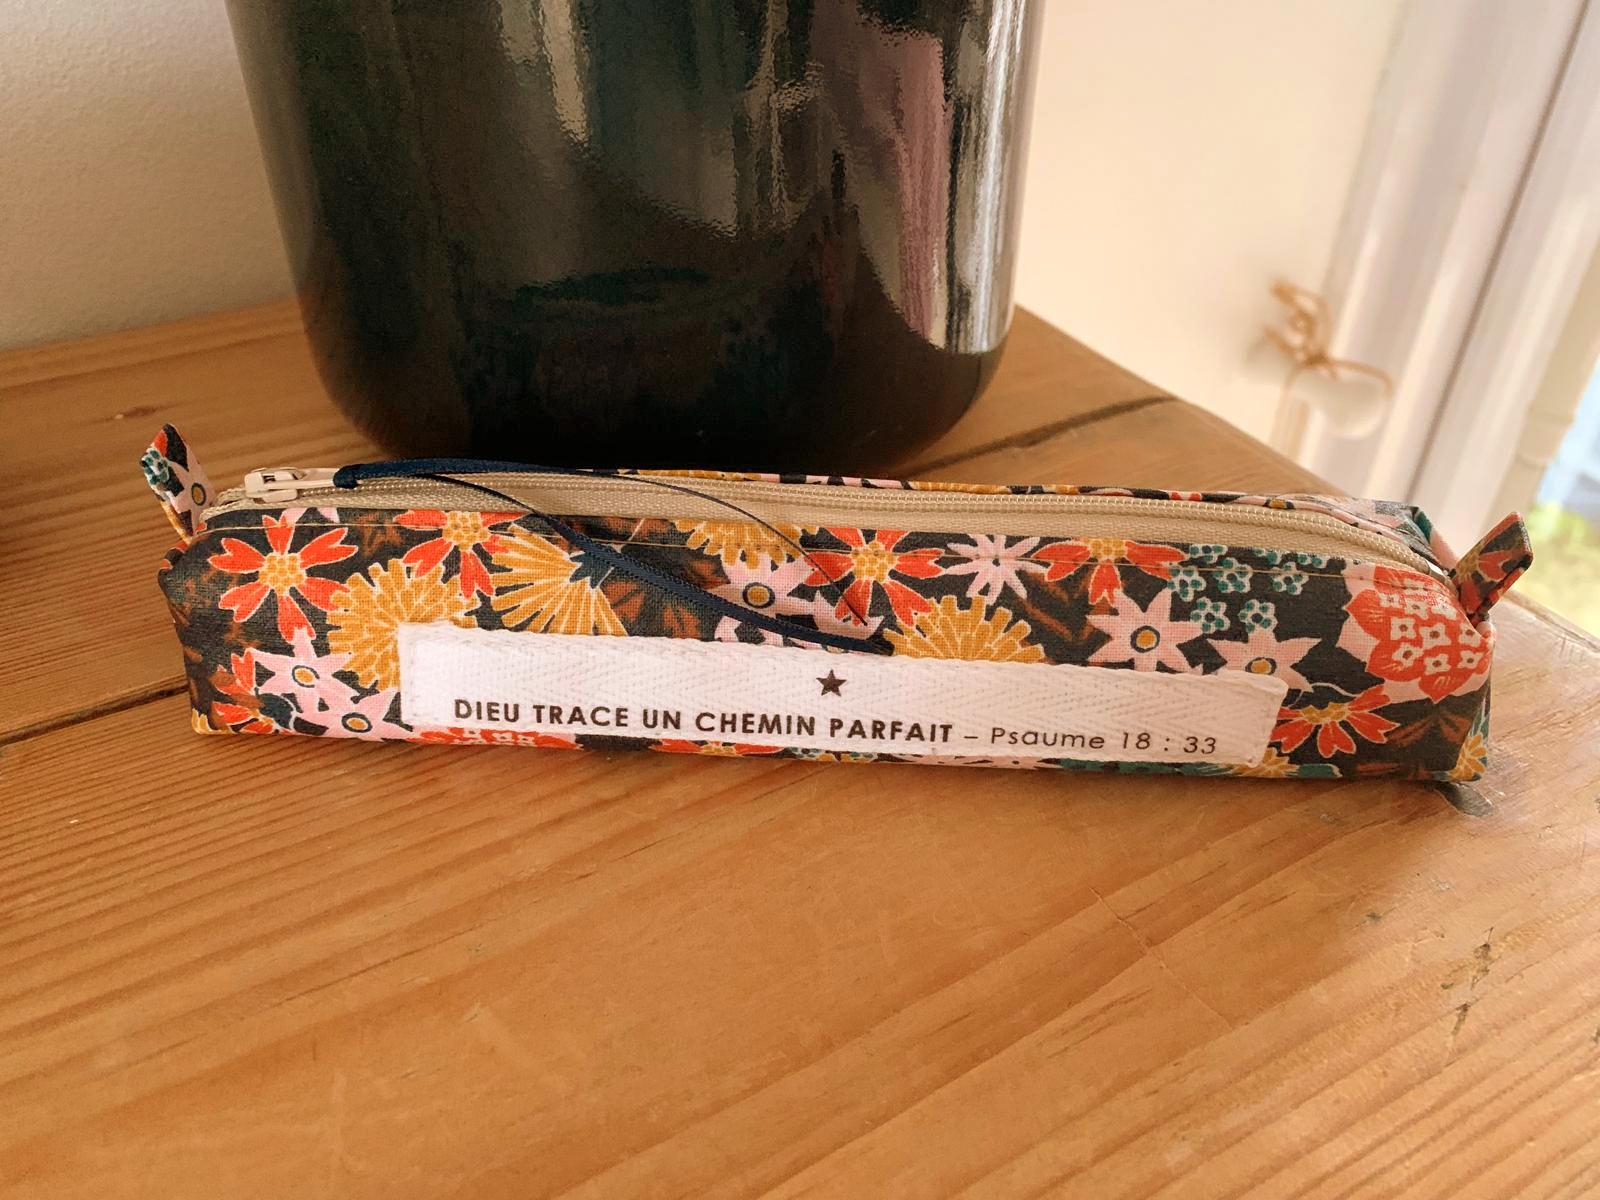 DIEU TRACE UN CHEMIN PARFAIT – Psaume 18 : 33